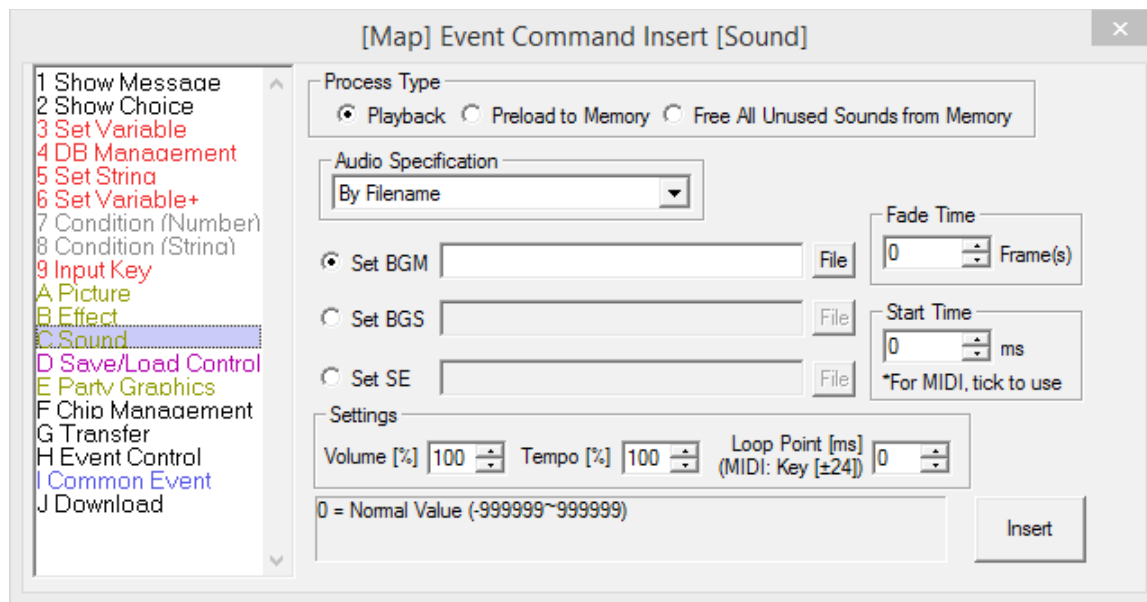 [Map] Event Command Insert [Sound]
×
1 Show Message
2 Show Choice
3 Set Variable
4 DB Management
5 Set String
6 Set Variable+
7 Condition (Number)
8 Condition (String)
9 Input Key
A Picture
B Effect
C Sound
D Save/Load Control
E Party Graphics
F Chip Management
G Transfer
H Event Control
I Common Event
J Download
Process Type
Playback Preload to Memory Free All Unused Sounds from Memory
Audio Specification
By Filename
Set BGM File
Set BGS File
Set SE File
Fade Time
0 Frame(s)
Start Time
0 ms
*For MIDI, tick to use
Settings
Volume [%] 100 Tempo [%] 100 Loop Point [ms] 0
(MIDI: Key [±24])
0 = Normal Value (-999999~999999)
Insert